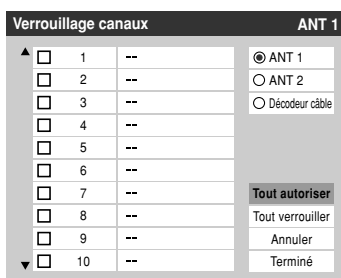 Verrouillage canaux ANT 1
1 --
2 --
3 --
4 --
5 --
6 --
7 --
8 --
9 --
10 --
ANT 1
ANT 2
Décodeur câble
Tout autoriser
Tout verrouiller
Annuler
Terminé